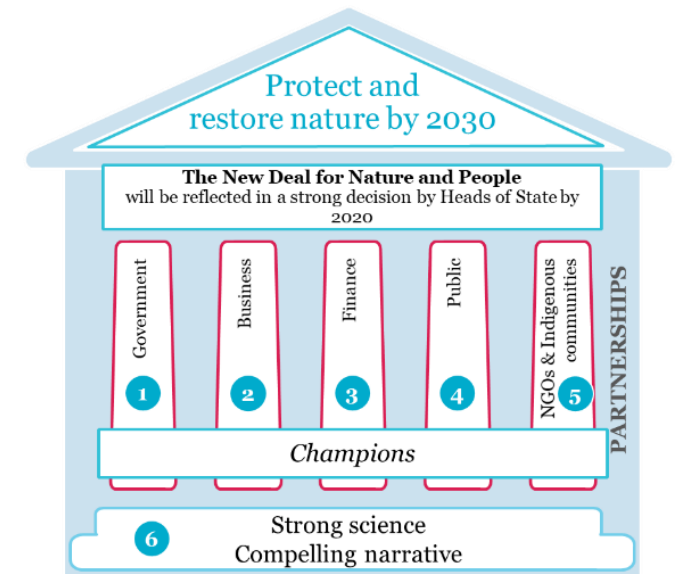 Protect and
restore nature by 2030
The New Deal for Nature and People
will be reflected in a strong decision by Heads of State by
2020
Government
Business
Finance
Public
NGOs & Indigenous
communities
PARTNERSHIPS
1
2
3
4
5
Champions
6
Strong science
Compelling narrative